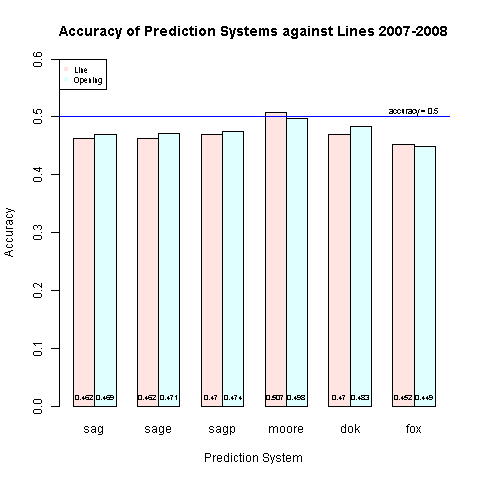 Accuracy of Prediction Systems against Lines 2007-2008
Line
Opening
accuracy = 0.5
0.6
0.5
0.4
0.3
0.2
0.1
0.0
Accuracy
0.462 0.469 0.462 0.471 0.47 0.474 0.507 0.498 0.47 0.483 0.452 0.449
sag sage sagp moore dok fox
Prediction System